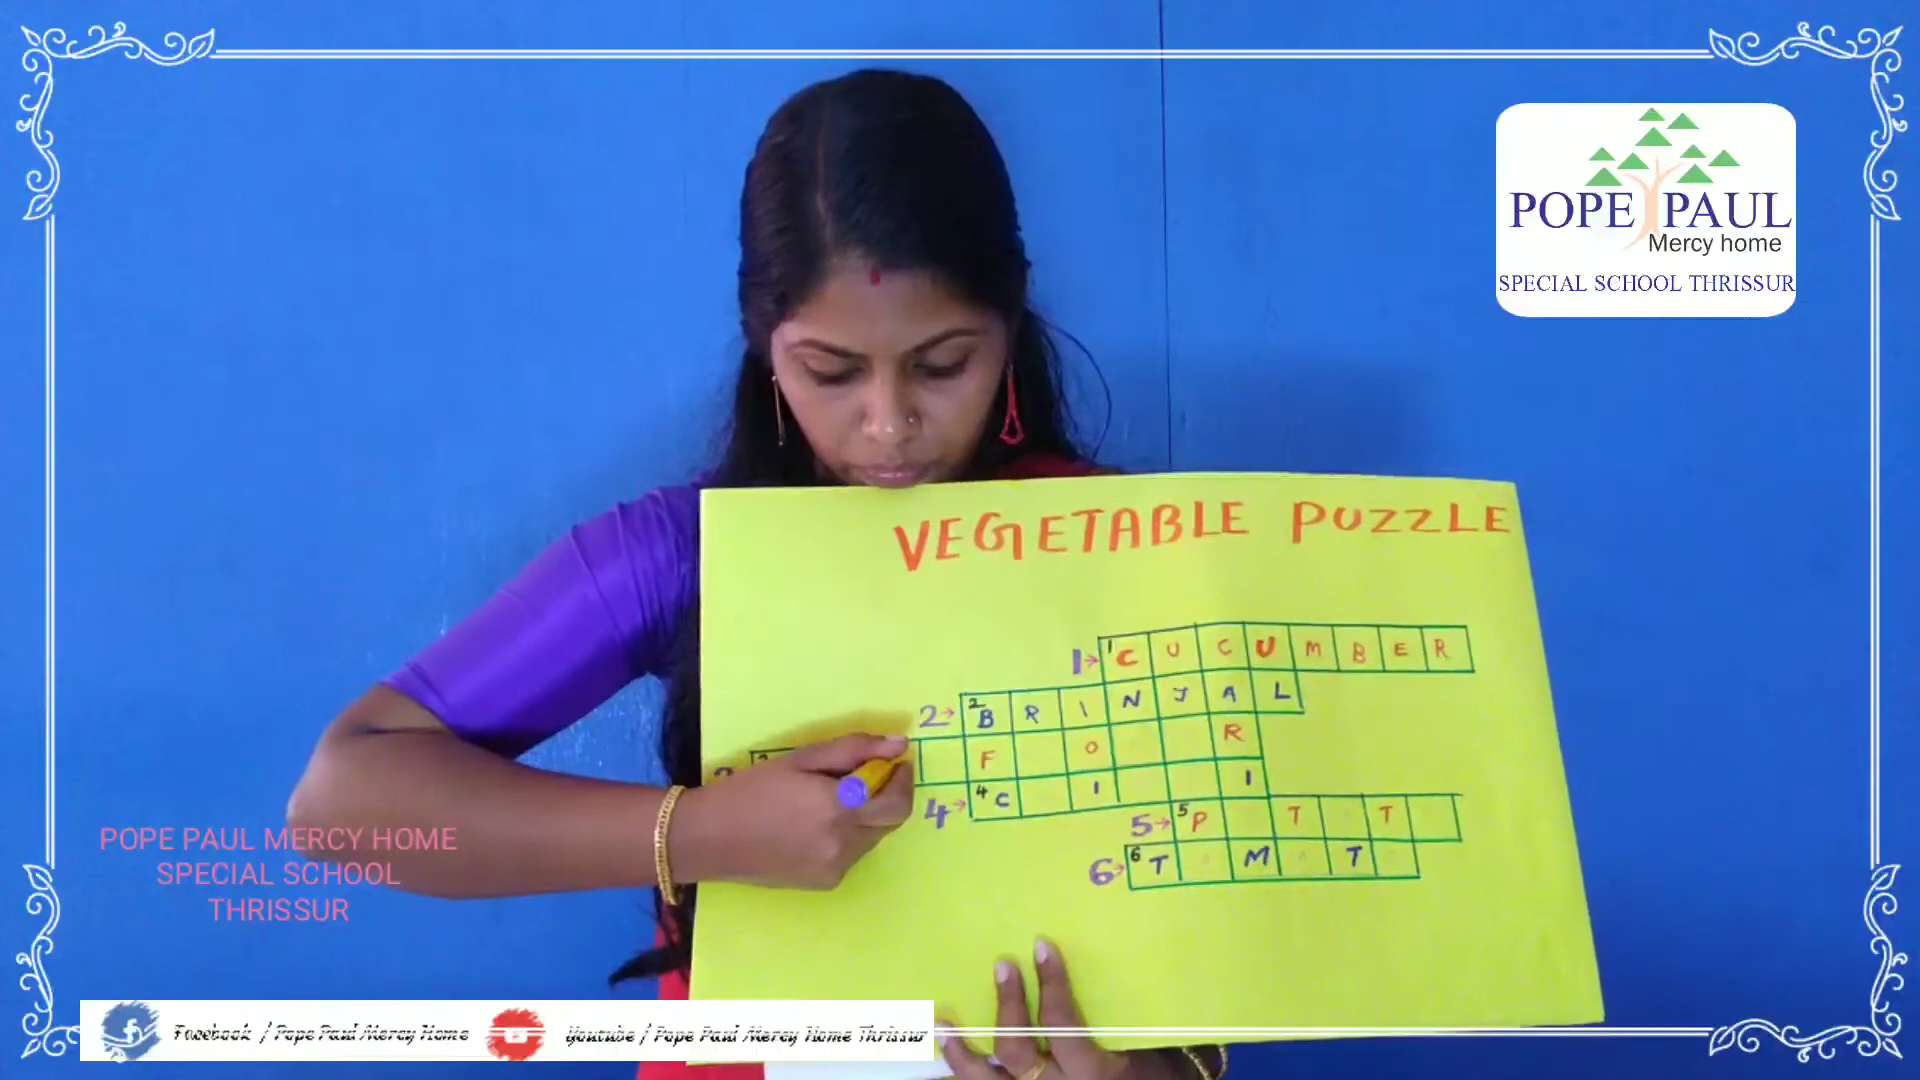 POPE PAUL
Mercy home
SPECIAL SCHOOL THRISSUR
VEGETABLE PUZZLE
1→ 1 C U C U M B E R
2→ 2 B R I N J A L
F O R
4→ 4 C I I
5→ 5 P T T
6→ 6 T M T
POPE PAUL MERCY HOME
SPECIAL SCHOOL
THRISSUR
Facebook / Pope Paul Mercy Home
Youtube / Pope Paul Mercy Home Thrissur